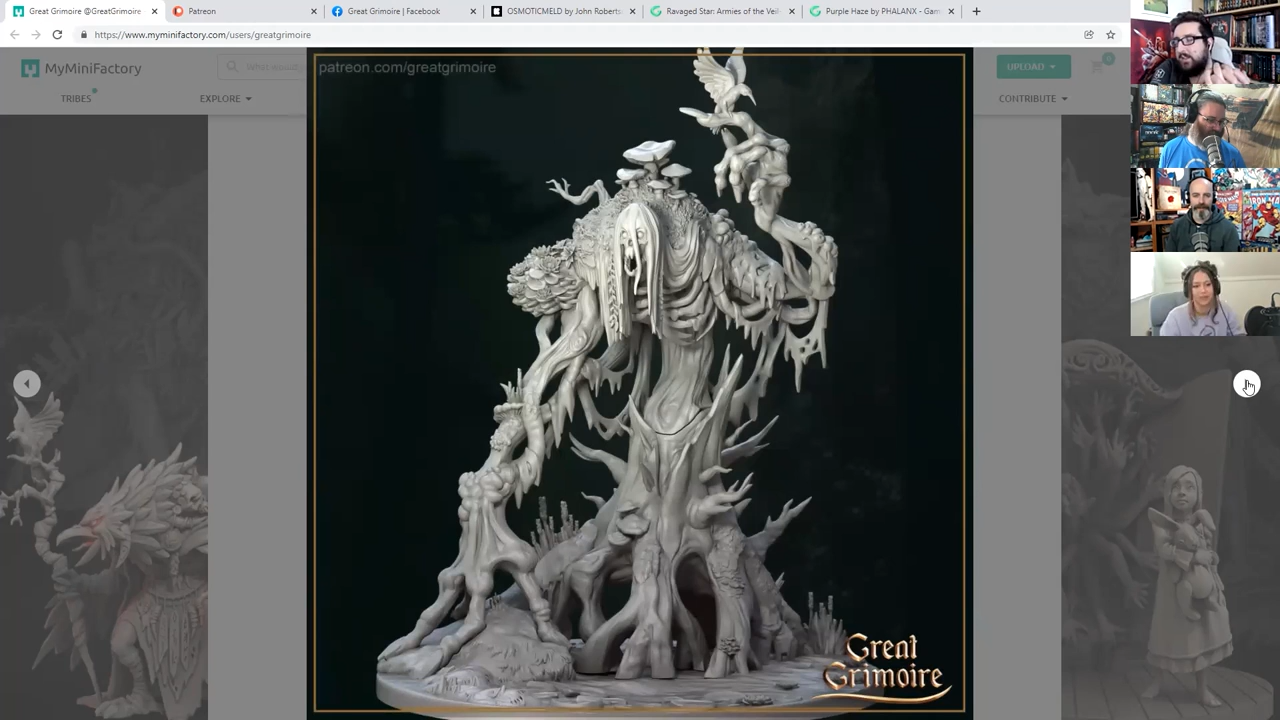 Great Grimoire @GreatGrimoire
Patreon
Great Grimoire | Facebook
OSMOTICMELD by John Roberts
Ravaged Star: Armies of the Veil
Purple Haze by PHALANX - Gam
https://www.myminifactory.com/users/greatgrimoire
MyMiniFactory
UPLOAD
TRIBES
EXPLORE
CONTRIBUTE
patreon.com/greatgrimoire
Great
Grimoire
IRON MAN